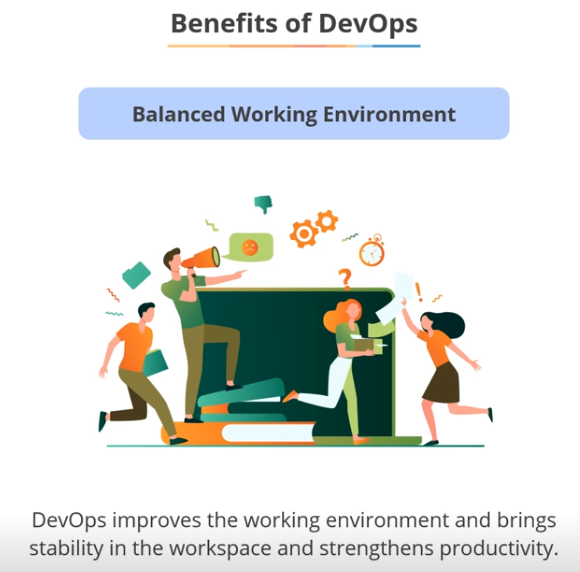 Benefits of DevOps
Balanced Working Environment
?
!
DevOps improves the working environment and brings
stability in the workspace and strengthens productivity.